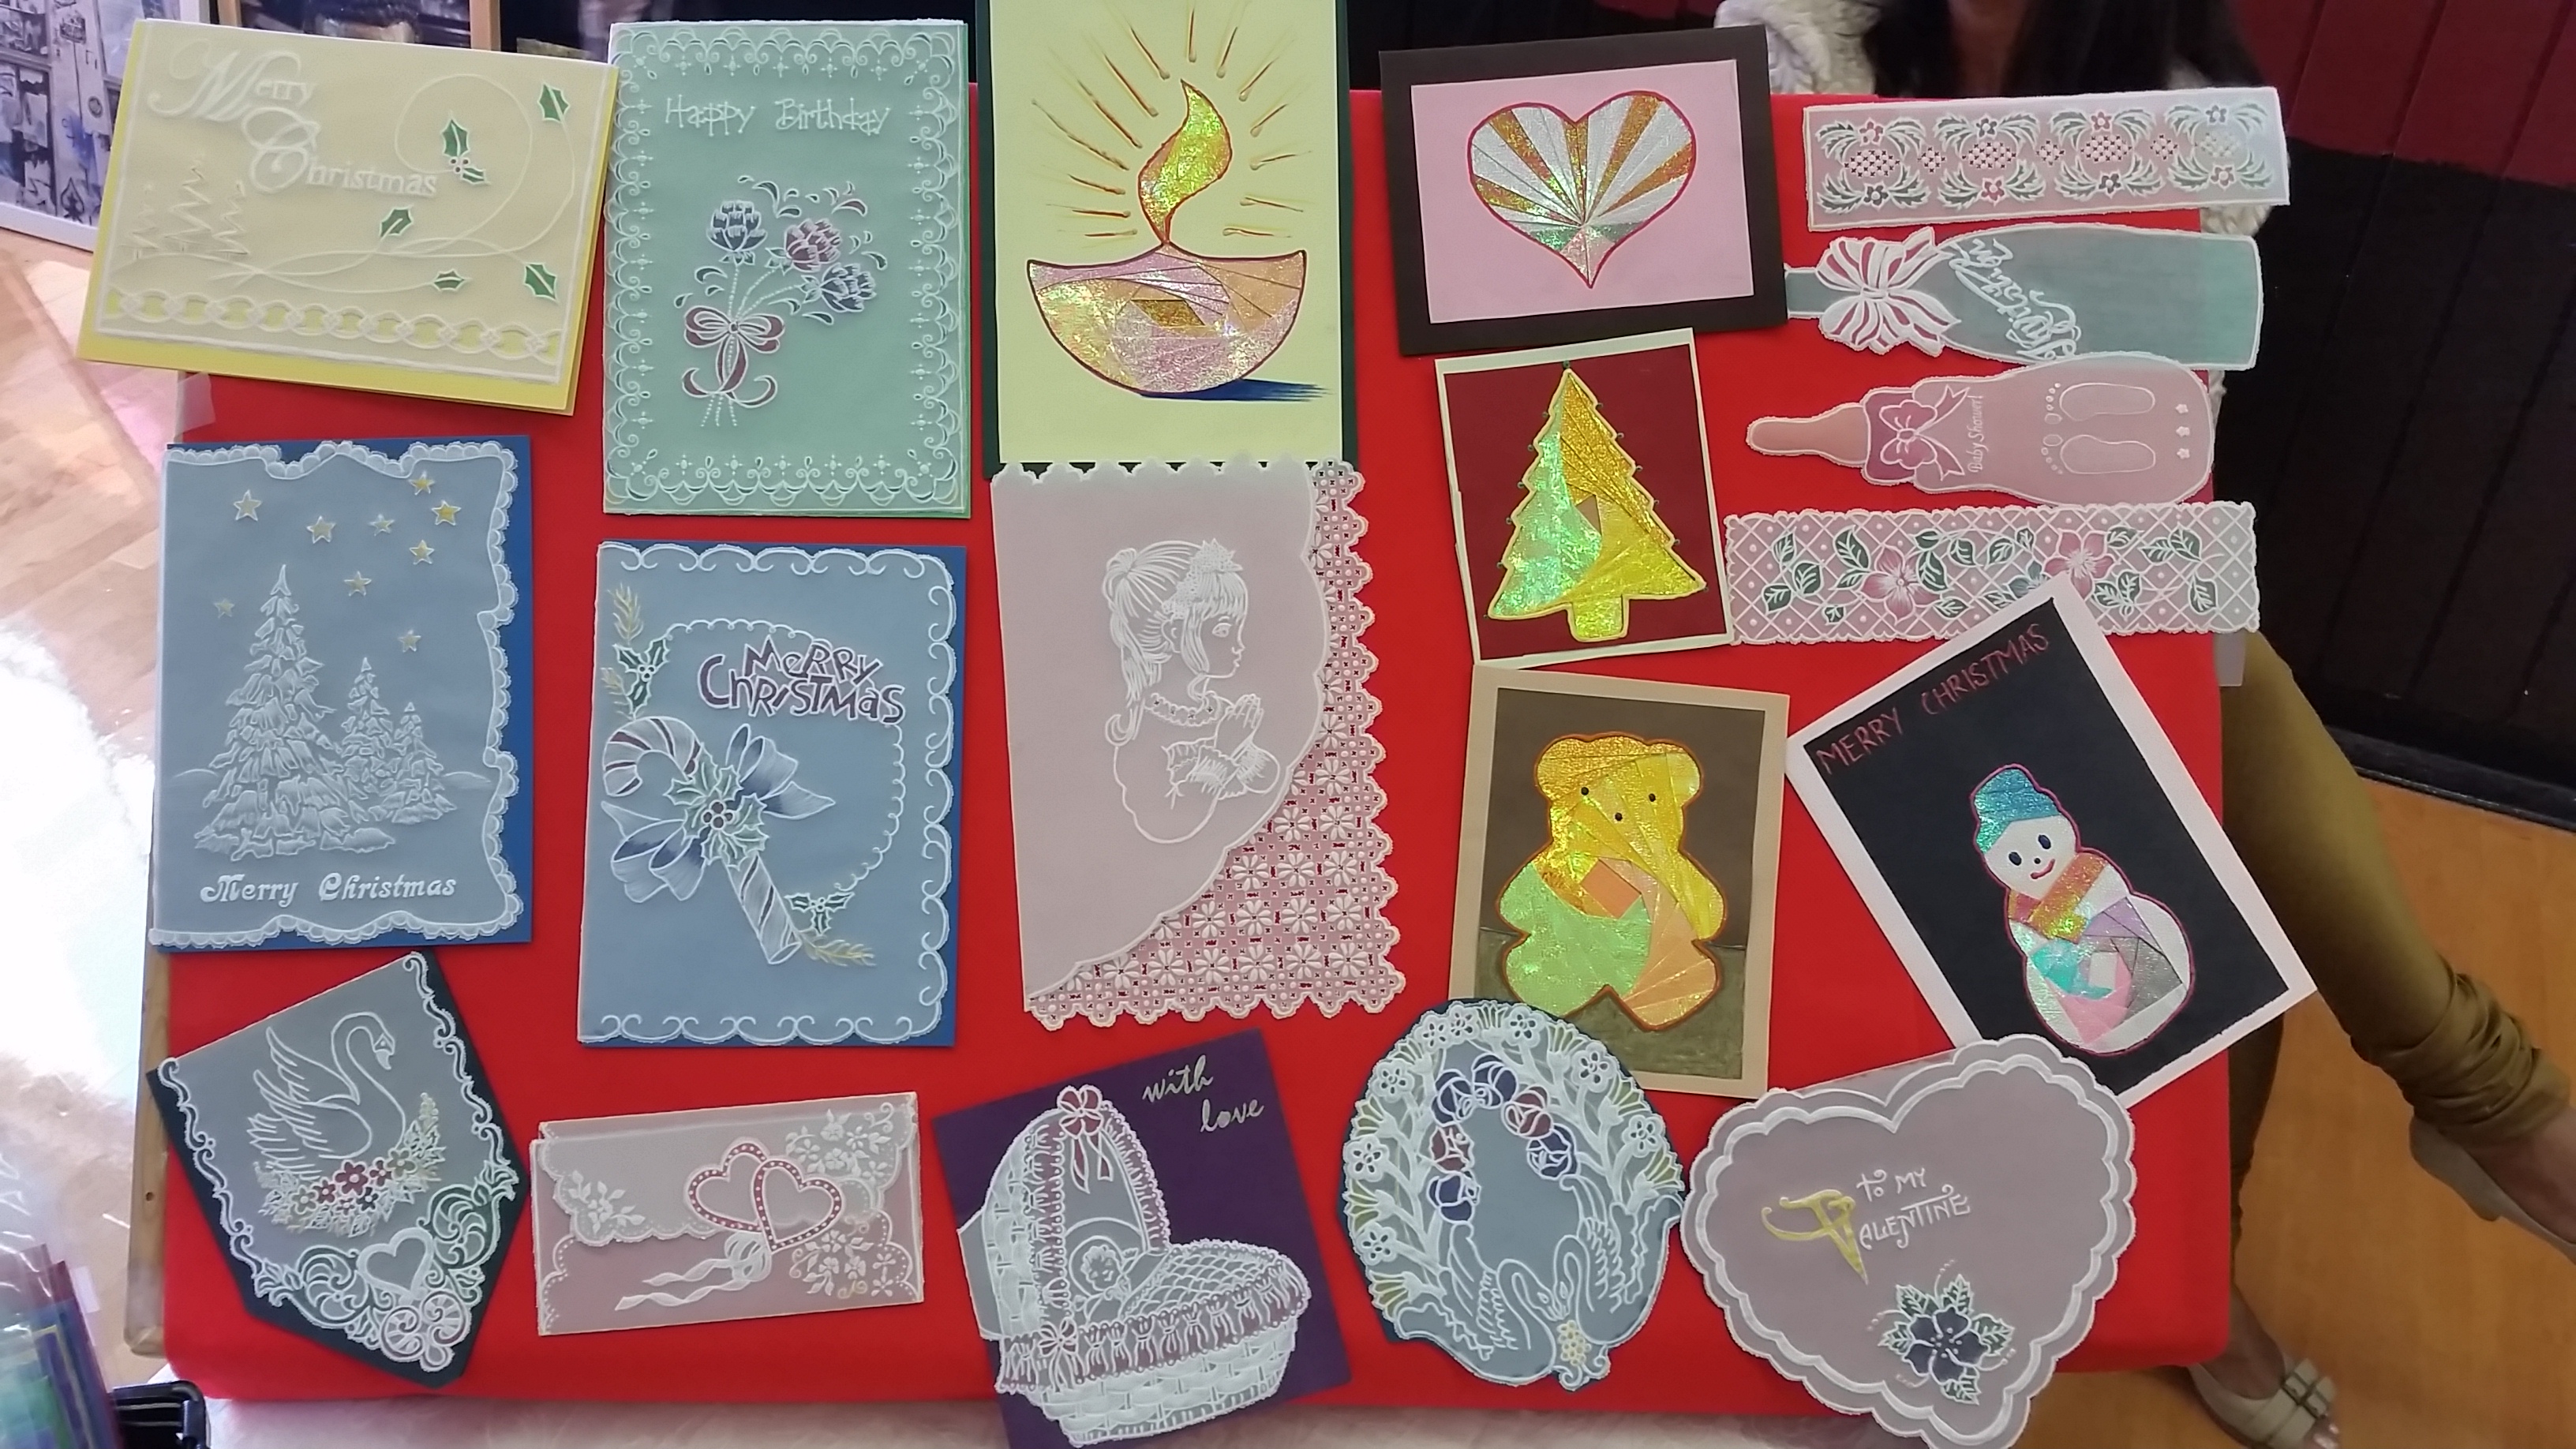 Merry
Christmas
Happy Birthday
Baby Shower!
MERRY
CHRISTMAS
MERRY CHRISTMAS
Merry Christmas
with
love
TO MY
VALENTINE